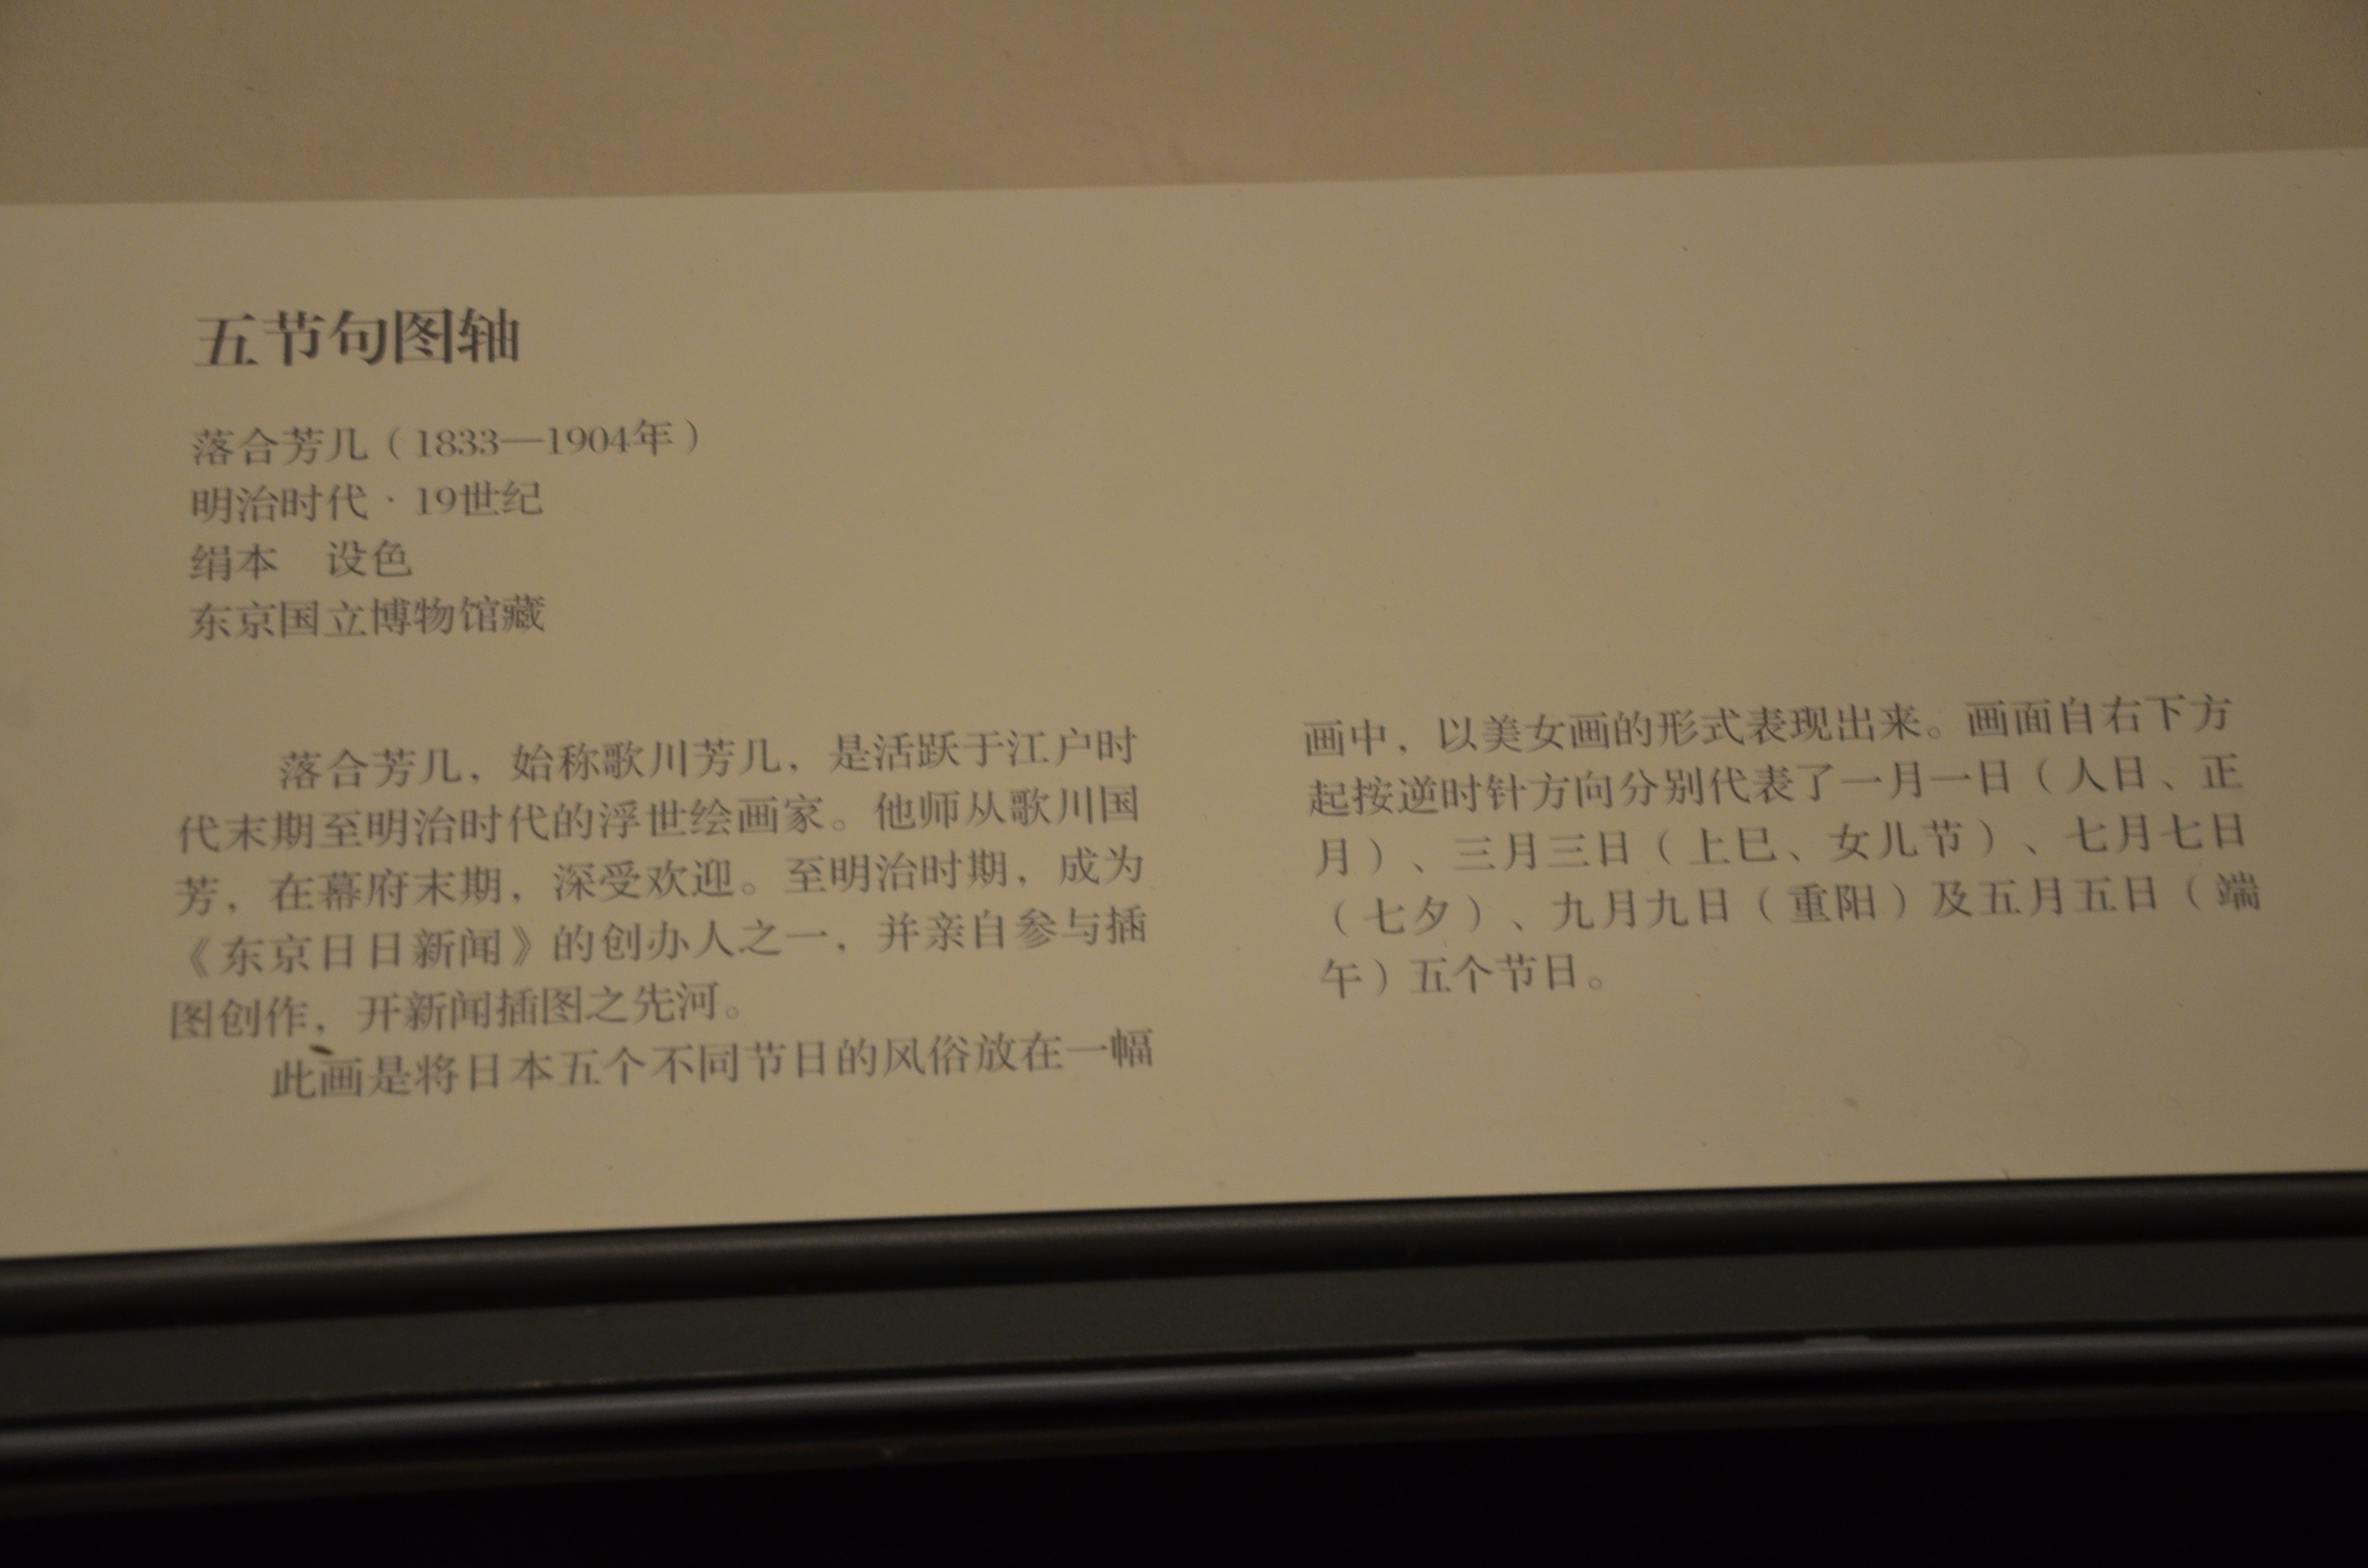 五节句图轴
落合芳几（1833—1904年）
明治时代·19世纪
绢本　设色
东京国立博物馆藏
落合芳几，始称歌川芳几，是活跃于江户时
代末期至明治时代的浮世绘画家。他师从歌川国
芳，在幕府末期，深受欢迎。至明治时期，成为
《东京日日新闻》的创办人之一，并亲自参与插
图创作，开新闻插图之先河。
此画是将日本五个不同节日的风俗放在一幅
画中，以美女画的形式表现出来。画面自右下方
起按逆时针方向分别代表了一月一日（人日、正
月）、三月三日（上巳、女儿节）、七月七日
（七夕）、九月九日（重阳）及五月五日（端
午）五个节日。